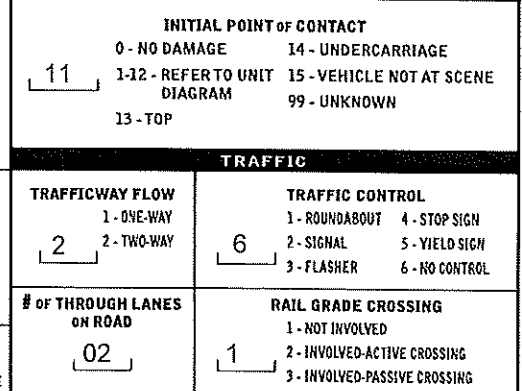 INITIAL POINT OF CONTACT
0 - NO DAMAGE 14 - UNDERCARRIAGE
11 1-12 - REFER TO UNIT DIAGRAM 15 - VEHICLE NOT AT SCENE
13 - TOP 99 - UNKNOWN
TRAFFIC
TRAFFICWAY FLOW
1 - ONE-WAY
2 2 - TWO-WAY
TRAFFIC CONTROL
1 - ROUNDABOUT 4 - STOP SIGN
6 2 - SIGNAL 5 - YIELD SIGN
3 - FLASHER 6 - NO CONTROL
# OF THROUGH LANES
ON ROAD
02
RAIL GRADE CROSSING
1 - NOT INVOLVED
1 2 - INVOLVED-ACTIVE CROSSING
3 - INVOLVED-PASSIVE CROSSING